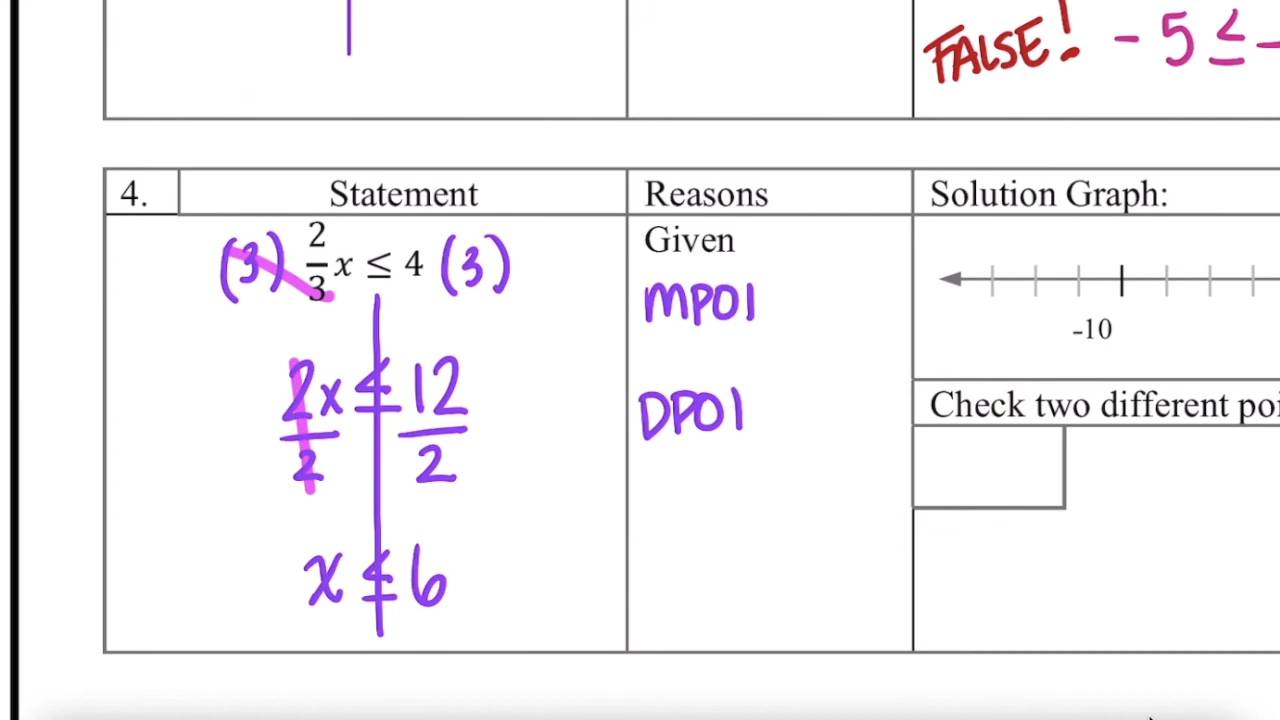 FALSE! - 5 ≤ -
4. Statement Reasons Solution Graph:
(3) 2/3 x ≤ 4 (3) Given
MPOI
-10
2x ≤ 12 DPOI Check two different poi
2 2
x ≤ 6